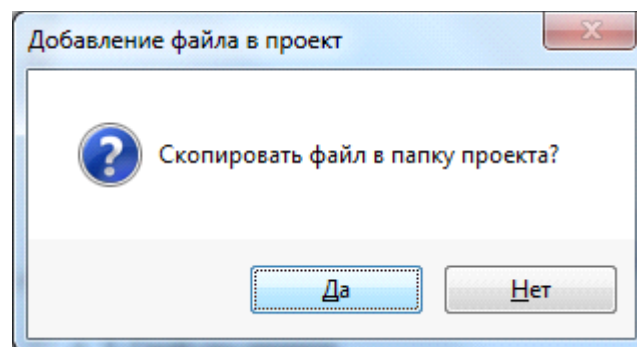 Добавление файла в проект
Скопировать файл в папку проекта?
Да
Нет